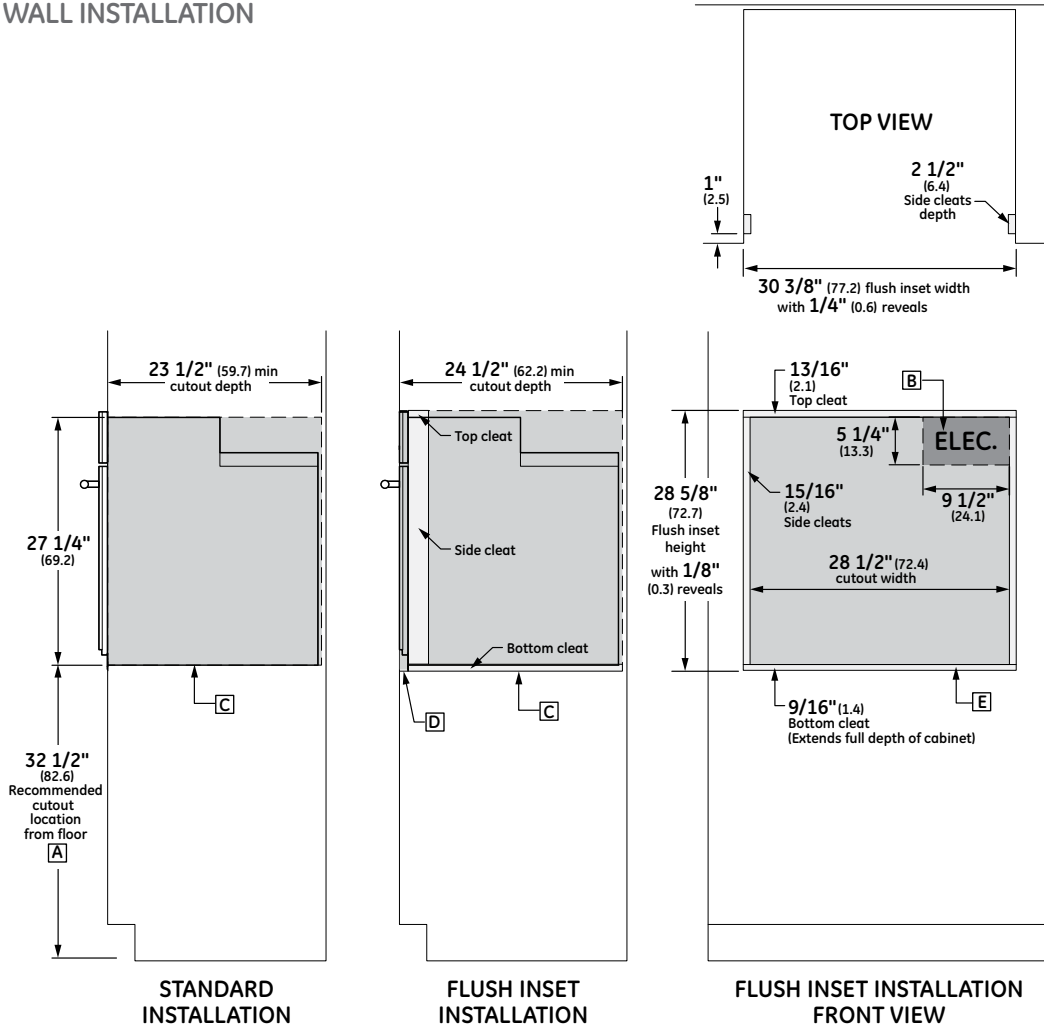 WALL INSTALLATION
TOP VIEW
1"
(2.5)
2 1/2"
(6.4)
Side cleats
depth
30 3/8" (77.2) flush inset width
with 1/4" (0.6) reveals
23 1/2" (59.7) min
cutout depth
27 1/4"
(69.2)
C
32 1/2"
(82.6)
Recommended
cutout
location
from floor
A
STANDARD
INSTALLATION
24 1/2" (62.2) min
cutout depth
Top cleat
Side cleat
Bottom cleat
D
C
FLUSH INSET
INSTALLATION
13/16"
(2.1)
Top cleat
B
5 1/4"
(13.3)
ELEC.
9 1/2"
(24.1)
28 5/8"
(72.7)
Flush inset
height
with 1/8"
(0.3) reveals
15/16"
(2.4)
Side cleats
28 1/2" (72.4)
cutout width
9/16" (1.4)
Bottom cleat
(Extends full depth of cabinet)
E
FLUSH INSET INSTALLATION
FRONT VIEW